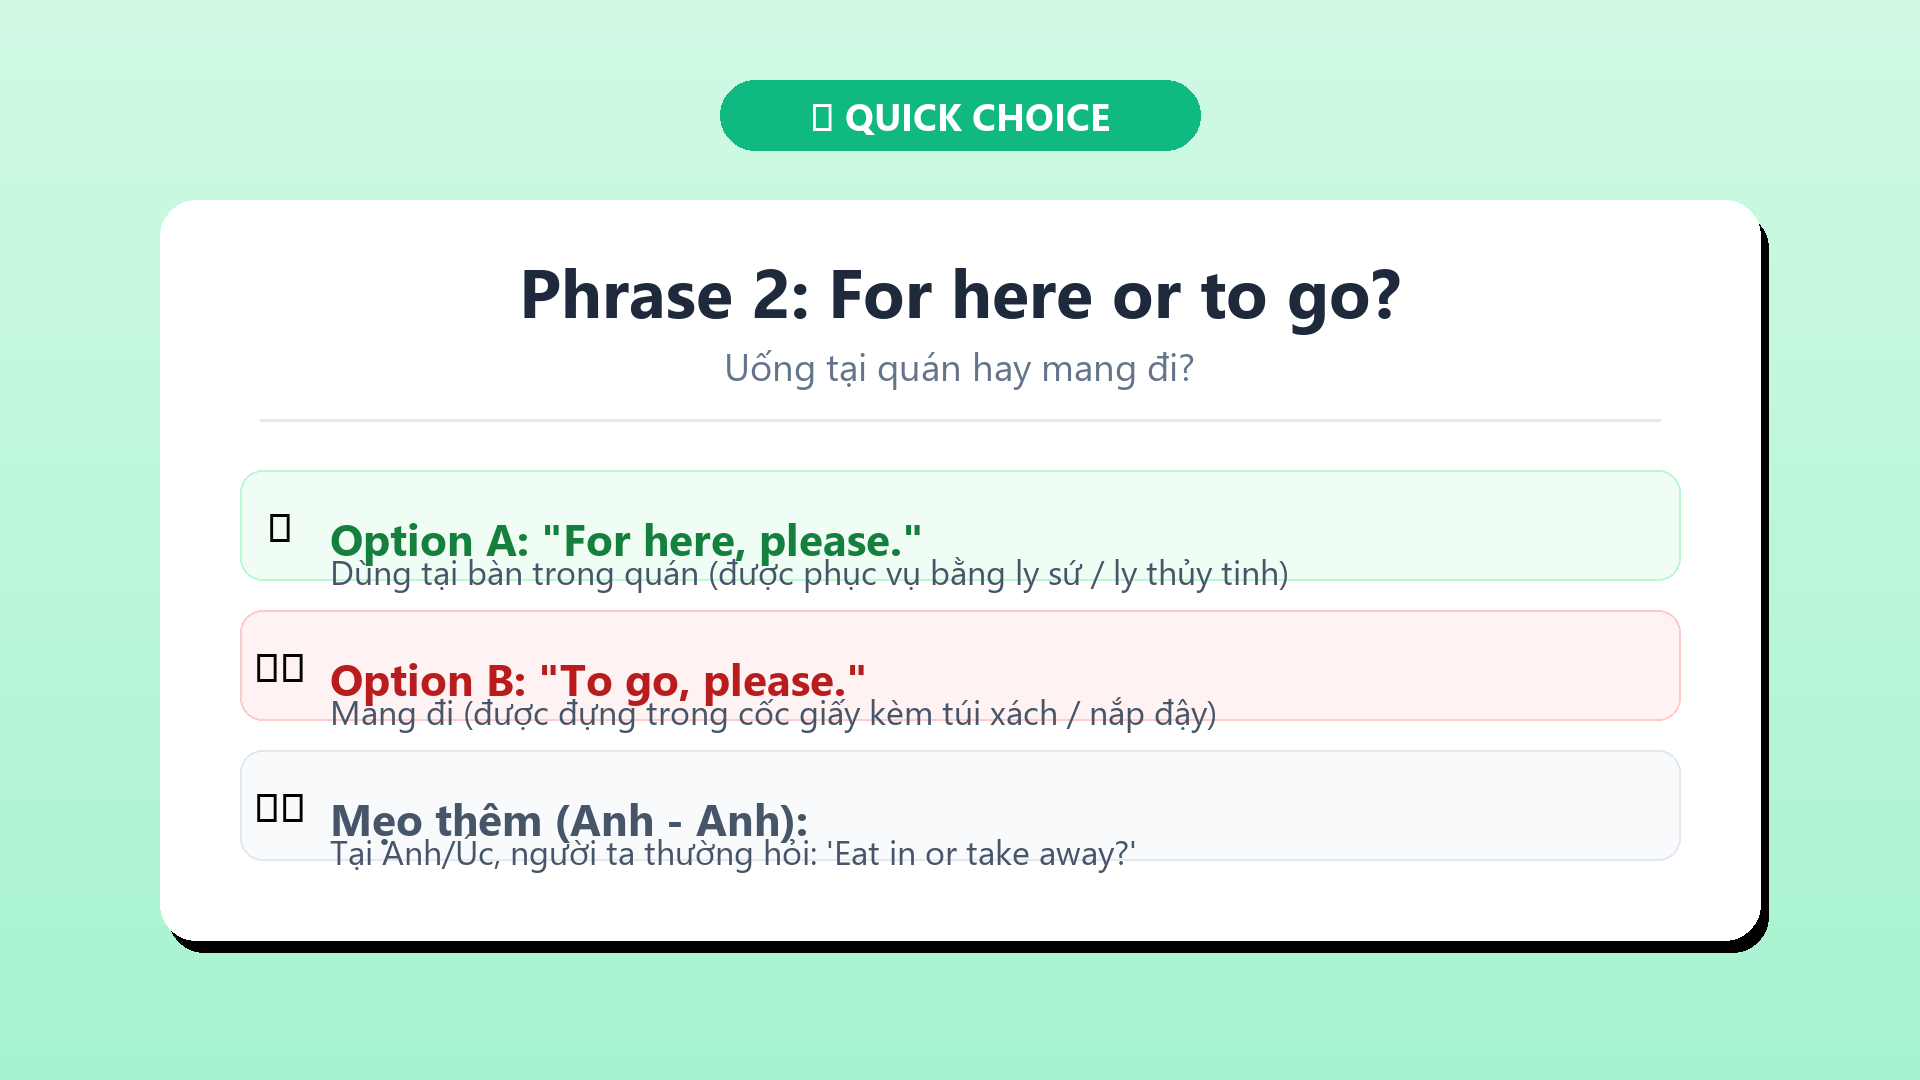 QUICK CHOICE
Phrase 2: For here or to go?
Uống tại quán hay mang đi?
Option A: "For here, please."
Dùng tại bàn trong quán (được phục vụ bằng ly sứ / ly thủy tinh)
Option B: "To go, please."
Mang đi (được đựng trong cốc giấy kèm túi xách / nắp đậy)
Mẹo thêm (Anh - Anh):
Tại Anh/Úc, người ta thường hỏi: 'Eat in or take away?'